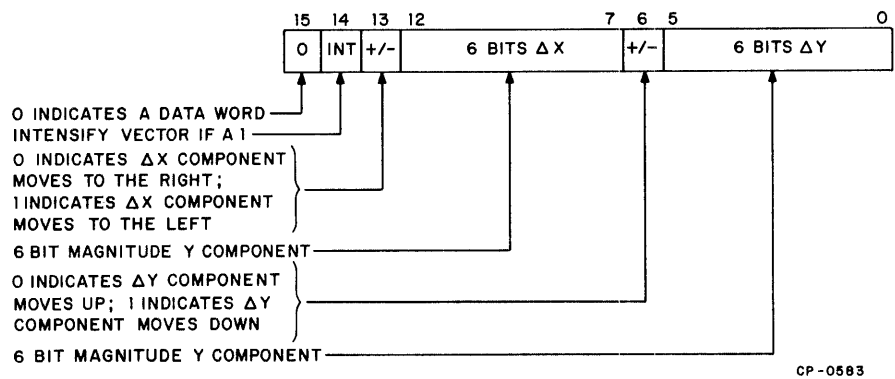 15 14 13 12 7 6 5 0
0 INT +/- 6 BITS ΔX +/- 6 BITS ΔY
0 INDICATES A DATA WORD
INTENSIFY VECTOR IF A 1
0 INDICATES ΔX COMPONENT
MOVES TO THE RIGHT;
1 INDICATES ΔX COMPONENT
MOVES TO THE LEFT
6 BIT MAGNITUDE Y COMPONENT
0 INDICATES ΔY COMPONENT
MOVES UP; 1 INDICATES ΔY
COMPONENT MOVES DOWN
6 BIT MAGNITUDE Y COMPONENT
CP-0583